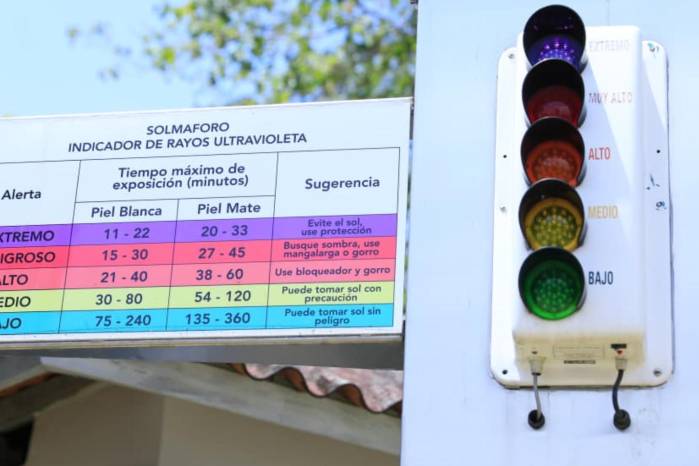 SOLMAFORO
INDICADOR DE RAYOS ULTRAVIOLETA
Alerta
Tiempo máximo de
exposición (minutos)
Sugerencia
Piel Blanca
Piel Mate
XTREMO
11 - 22
20 - 33
Evite el sol,
use protección
LIGROSO
15 - 30
27 - 45
Busque sombra, use
mangalarga o gorro
ALTO
21 - 40
38 - 60
Use bloqueador y gorro
EDIO
30 - 80
54 - 120
Puede tomar sol con
precaución
AJO
75 - 240
135 - 360
Puede tomar sol sin
peligro
EXTREMO
MUY ALTO
ALTO
MEDIO
BAJO